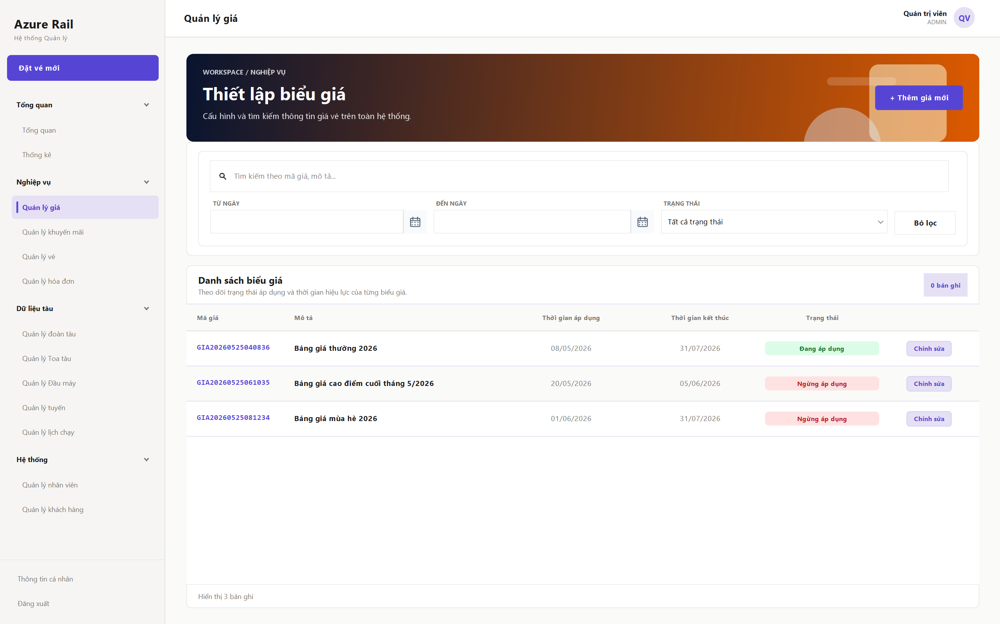 Azure Rail
Hệ thống Quản lý
Đặt vé mới
Tổng quan
Tổng quan
Thống kê
Nghiệp vụ
Quản lý giá
Quản lý khuyến mãi
Quản lý vé
Quản lý hóa đơn
Dữ liệu tàu
Quản lý đoàn tàu
Quản lý Toa tàu
Quản lý Đầu máy
Quản lý tuyến
Quản lý lịch chạy
Hệ thống
Quản lý nhân viên
Quản lý khách hàng
Thông tin cá nhân
Đăng xuất
Quản lý giá
Quản trị viên
ADMIN
QV
WORKSPACE / NGHIỆP VỤ
Thiết lập biểu giá
Cấu hình và tìm kiếm thông tin giá vé trên toàn hệ thống.
+ Thêm giá mới
Tìm kiếm theo mã giá, mô tả...
TỪ NGÀY ĐẾN NGÀY TRẠNG THÁI
Tất cả trạng thái Bỏ lọc
Danh sách biểu giá
Theo dõi trạng thái áp dụng và thời gian hiệu lực của từng biểu giá.
0 bản ghi
Mã giá Mô tả Thời gian áp dụng Thời gian kết thúc Trạng thái
GIA20260525040836 Bảng giá thường 2026 08/05/2026 31/07/2026 Đang áp dụng Chỉnh sửa
GIA20260525061035 Bảng giá cao điểm cuối tháng 5/2026 20/05/2026 05/06/2026 Ngừng áp dụng Chỉnh sửa
GIA20260525081234 Bảng giá mùa hè 2026 01/06/2026 31/07/2026 Ngừng áp dụng Chỉnh sửa
Hiển thị 3 bản ghi